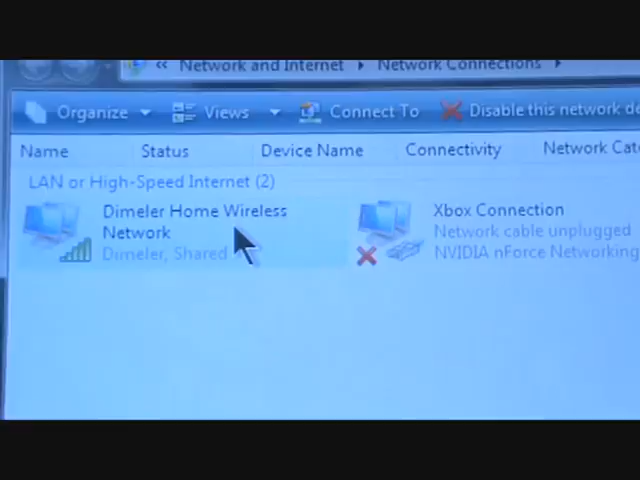 « Network and Internet ▸ Network Connections ▸
Organize Views Connect To Disable this network de
Name Status Device Name Connectivity Network Cate
LAN or High-Speed Internet (2)
Dimeler Home Wireless
Network
Dimeler, Shared
Xbox Connection
Network cable unplugged
NVIDIA nForce Networking